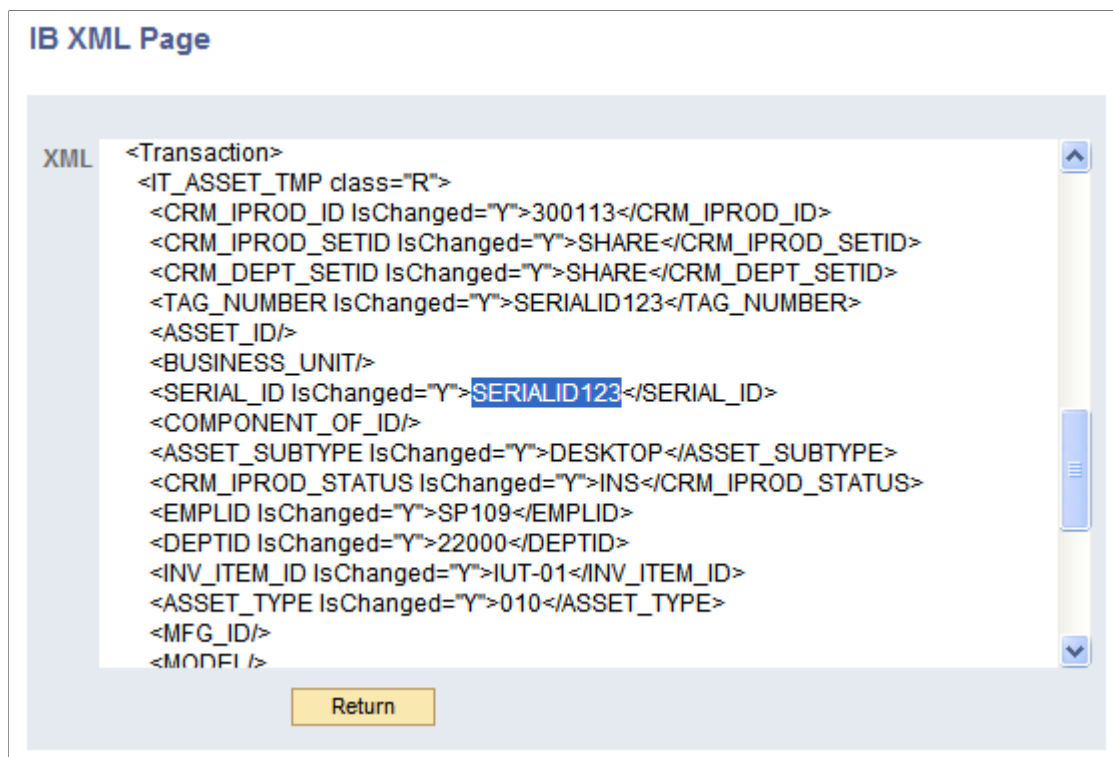 IB XML Page
XML
<Transaction>
<IT_ASSET_TMP class="R">
<CRM_IPROD_ID IsChanged="Y">300113</CRM_IPROD_ID>
<CRM_IPROD_SETID IsChanged="Y">SHARE</CRM_IPROD_SETID>
<CRM_DEPT_SETID IsChanged="Y">SHARE</CRM_DEPT_SETID>
<TAG_NUMBER IsChanged="Y">SERIALID123</TAG_NUMBER>
<ASSET_ID/>
<BUSINESS_UNIT/>
<SERIAL_ID IsChanged="Y">SERIALID123</SERIAL_ID>
<COMPONENT_OF_ID/>
<ASSET_SUBTYPE IsChanged="Y">DESKTOP</ASSET_SUBTYPE>
<CRM_IPROD_STATUS IsChanged="Y">INS</CRM_IPROD_STATUS>
<EMPLID IsChanged="Y">SP109</EMPLID>
<DEPTID IsChanged="Y">22000</DEPTID>
<INV_ITEM_ID IsChanged="Y">IUT-01</INV_ITEM_ID>
<ASSET_TYPE IsChanged="Y">010</ASSET_TYPE>
<MFG_ID/>
<MODEL/>
Return